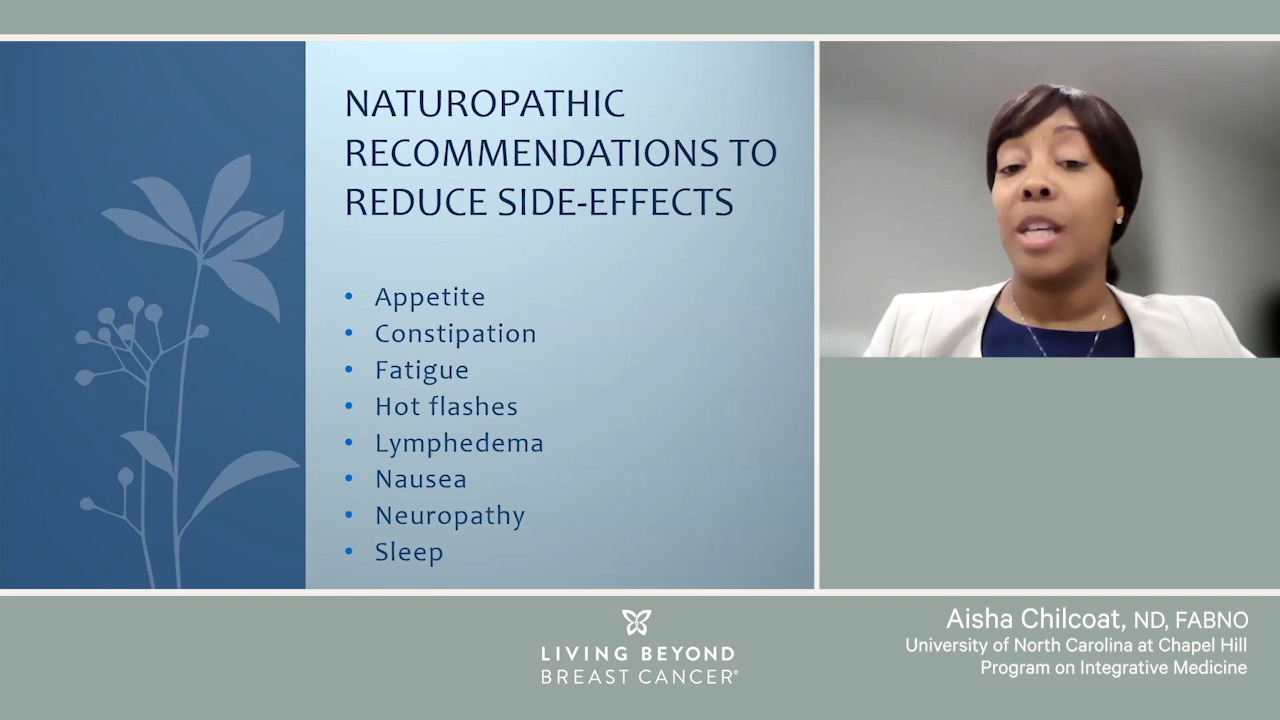 NATUROPATHIC
RECOMMENDATIONS TO
REDUCE SIDE-EFFECTS
• Appetite
• Constipation
• Fatigue
• Hot flashes
• Lymphedema
• Nausea
• Neuropathy
• Sleep
LIVING BEYOND
BREAST CANCER®
Aisha Chilcoat, ND, FABNO
University of North Carolina at Chapel Hill
Program on Integrative Medicine